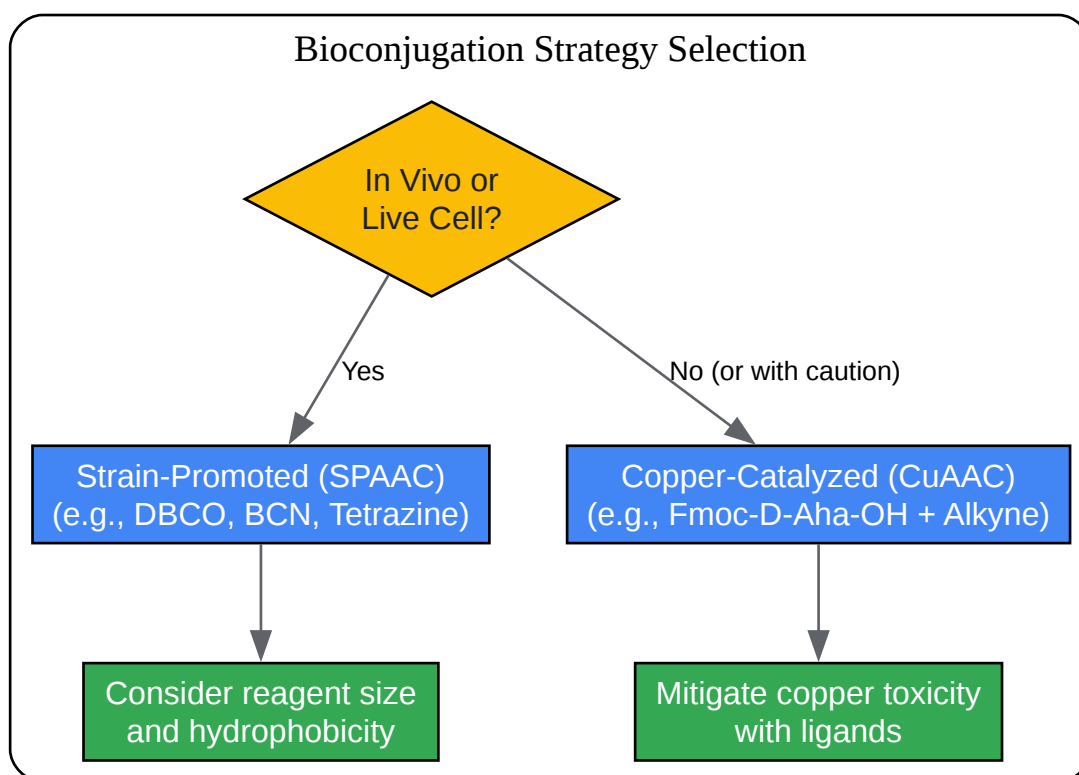 Bioconjugation Strategy Selection
In Vivo or
Live Cell?
Yes
No (or with caution)
Strain-Promoted (SPAAC)
(e.g., DBCO, BCN, Tetrazine)
Copper-Catalyzed (CuAAC)
(e.g., Fmoc-D-Aha-OH + Alkyne)
Consider reagent size
and hydrophobicity
Mitigate copper toxicity
with ligands